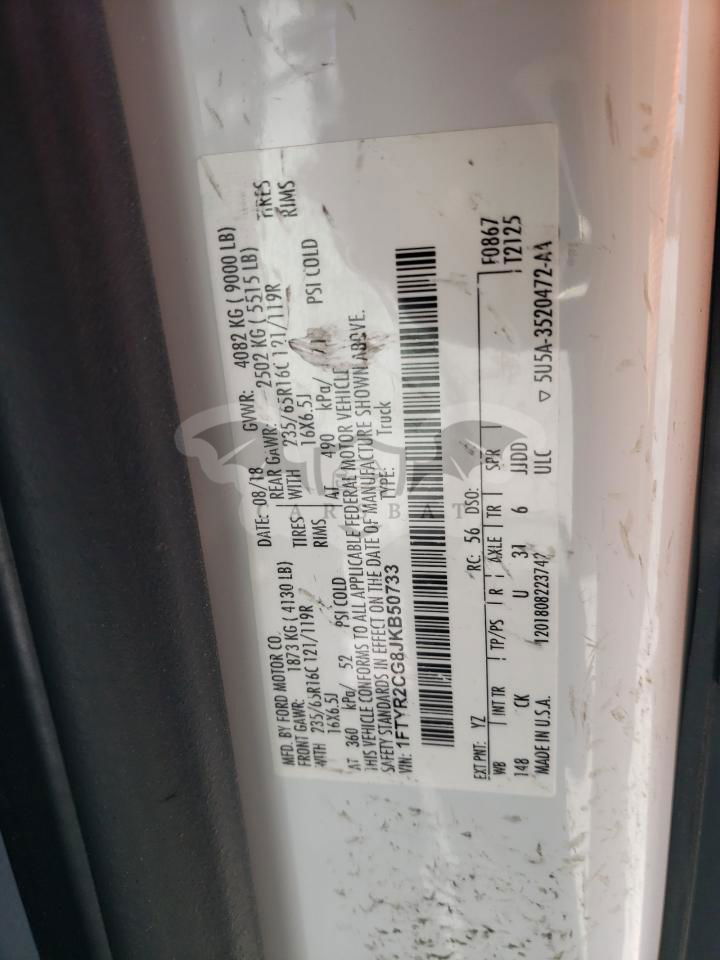 MFD. BY FORD MOTOR CO.
DATE: 08/18
GVWR: 4082 KG ( 9000 LB)
FRONT GAWR: 1873 KG ( 4130 LB)
REAR GAWR: 2502 KG ( 5515 LB)
WITH 235/65R16C 121/119R TIRES
16X6.5J RIMS
WITH 235/65R16C 121/119R TIRES
16X6.5J RIMS
AT 360 kPa/ 52 PSI COLD
AT 490 kPa/ 71 PSI COLD
THIS VEHICLE CONFORMS TO ALL APPLICABLE FEDERAL MOTOR VEHICLE
SAFETY STANDARDS IN EFFECT ON THE DATE OF MANUFACTURE SHOWN ABOVE.
VIN: 1FTYR2CG8JKB50733
TYPE: Truck
EXT PNT: YZ RC: 56 DSO:
F0867
T2125
WB INT TR TP/PS R AXLE TR SPR
148 CK U 34 6 JJDD
MADE IN U.S.A. 1201808223742 ULC ▽ 5U5A-3520472-AA
CAR BAT